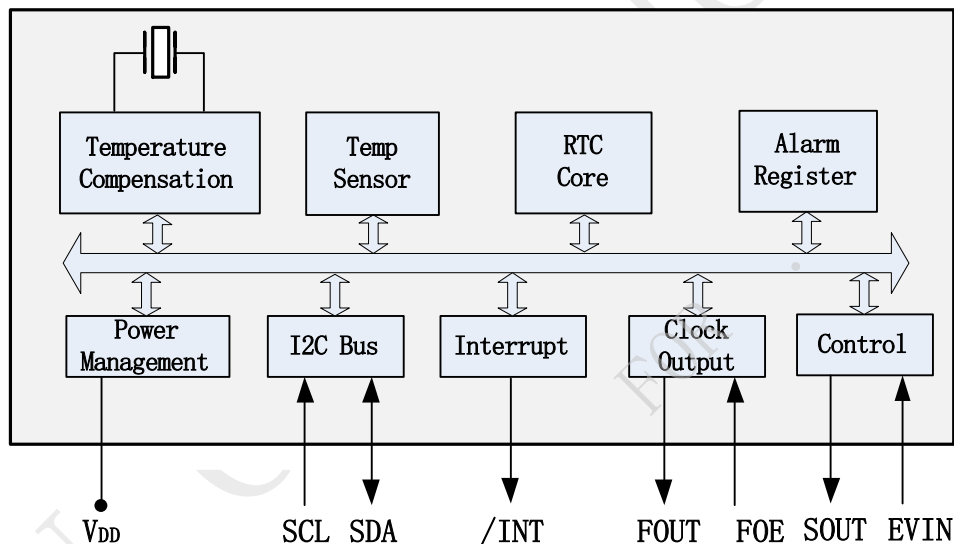 Temperature
Compensation
Temp
Sensor
RTC
Core
Alarm
Register
Power
Management
I2C Bus
Interrupt
Clock
Output
Control
FOR
VDD
SCL SDA /INT FOUT FOE SOUT EVIN